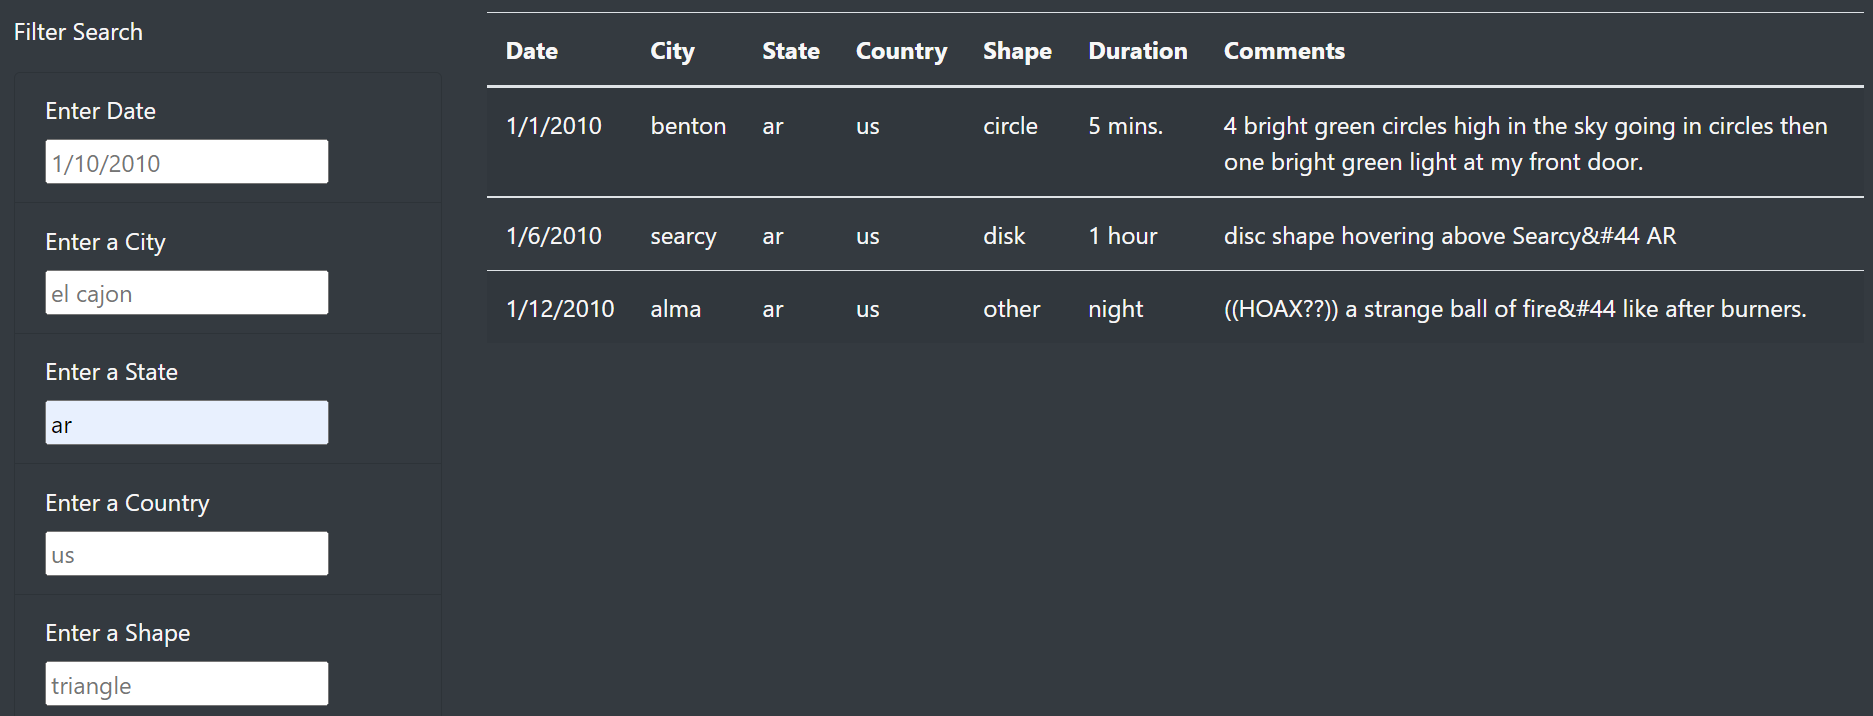 Filter Search
Enter Date
1/10/2010
Enter a City
el cajon
Enter a State
ar
Enter a Country
us
Enter a Shape
triangle
Date City State Country Shape Duration Comments
1/1/2010 benton ar us circle 5 mins. 4 bright green circles high in the sky going in circles then
one bright green light at my front door.
1/6/2010 searcy ar us disk 1 hour disc shape hovering above Searcy&#44 AR
1/12/2010 alma ar us other night ((HOAX??)) a strange ball of fire&#44 like after burners.